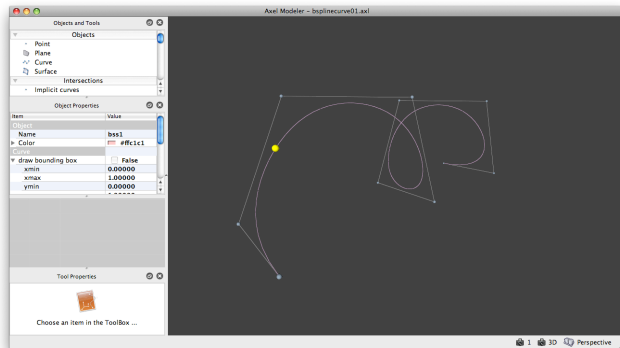 Axel Modeler - bsplinecurve01.axl
Objects and Tools
Objects
Point
Plane
Curve
Surface
Intersections
Implicit curves
Object Properties
Item Value
Object
Name bss1
Color #ffc1c1
Curve
draw bounding box False
xmin 0.00000
xmax 1.00000
ymin 0.00000
Tool Properties
Choose an item in the ToolBox ...
1 3D Perspective